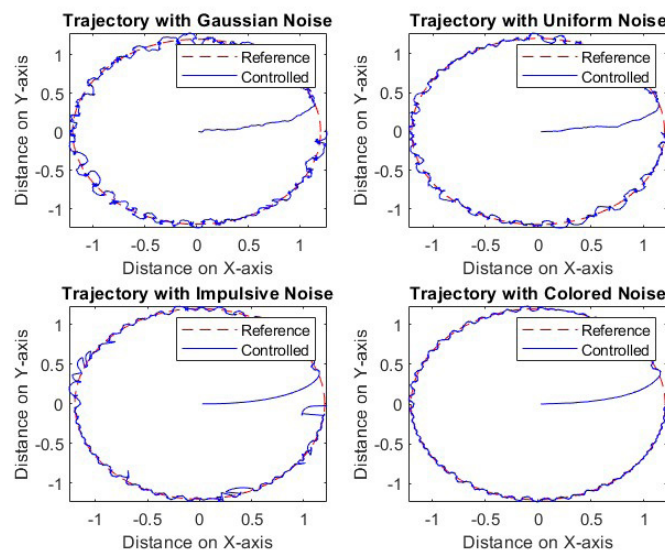 Trajectory with Gaussian Noise
Reference
Controlled
Distance on Y-axis
1
0.5
0
-0.5
-1
-1 -0.5 0 0.5 1
Distance on X-axis
Trajectory with Uniform Noise
Reference
Controlled
Distance on Y-axis
1
0.5
0
-0.5
-1
-1 -0.5 0 0.5 1
Distance on X-axis
Trajectory with Impulsive Noise
Reference
Controlled
Distance on Y-axis
1
0.5
0
-0.5
-1
-1 -0.5 0 0.5 1
Distance on X-axis
Trajectory with Colored Noise
Reference
Controlled
Distance on Y-axis
1
0.5
0
-0.5
-1
-1 -0.5 0 0.5 1
Distance on X-axis